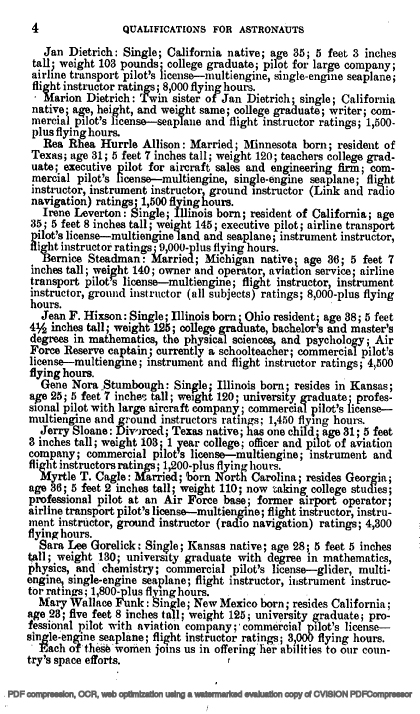 4 QUALIFICATIONS FOR ASTRONAUTS
Jan Dietrich: Single; California native; age 35; 5 feet 3 inches
tall; weight 103 pounds; college graduate; pilot for large company;
airline transport pilot's license—multiengine, single-engine seaplane;
flight instructor ratings; 8,000 flying hours.
Marion Dietrich: Twin sister of Jan Dietrich; single; California
native; age, height, and weight same; college graduate; writer; com-
mercial pilot's license—seaplane and flight instructor ratings; 1,500-
plus flying hours.
Rea Rhea Hurrle Allison: Married; Minnesota born; resident of
Texas; age 31; 5 feet 7 inches tall; weight 120; teachers college grad-
uate; executive pilot for aircraft sales and engineering firm; com-
mercial pilot's license—multiengine, single-engine seaplane; flight
instructor, instrument instructor, ground instructor (Link and radio
navigation) ratings; 1,500 flying hours.
Irene Leverton: Single; Illinois born; resident of California; age
35; 5 feet 8 inches tall; weight 145; executive pilot; airline transport
pilot's license—multiengine land and seaplane; instrument instructor,
flight instructor ratings; 9,000-plus flying hours.
Bernice Steadman: Married; Michigan native; age 36; 5 feet 7
inches tall; weight 140; owner and operator, aviation service; airline
transport pilot's license—multiengine; flight instructor, instrument
instructor, ground instructor (all subjects) ratings; 8,000-plus flying
hours.
Jean F. Hixson: Single; Illinois born; Ohio resident; age 38; 5 feet
4½ inches tall; weight 125; college graduate, bachelor's and master's
degrees in mathematics, the physical sciences, and psychology; Air
Force Reserve captain; currently a schoolteacher; commercial pilot's
license—multiengine; instrument and flight instructor ratings; 4,500
flying hours.
Gene Nora Stumbough: Single; Illinois born; resides in Kansas;
age 25; 5 feet 7 inches tall; weight 120; university graduate; profes-
sional pilot with large aircraft company; commercial pilot's license—
multiengine and ground instructors ratings; 1,450 flying hours.
Jerry Sloane: Divorced; Texas native; has one child; age 31; 5 feet
3 inches tall; weight 103; 1 year college; officer and pilot of aviation
company; commercial pilot's license—multiengine; instrument and
flight instructors ratings; 1,200-plus flying hours.
Myrtle T. Cagle: Married; born North Carolina; resides Georgia;
age 36; 5 feet 2 inches tall; weight 110; now taking college studies;
professional pilot at an Air Force base; former airport operator;
airline transport pilot's license—multiengine; flight instructor, instru-
ment instructor, ground instructor (radio navigation) ratings; 4,300
flying hours.
Sara Lee Gorelick: Single; Kansas native; age 28; 5 feet 5 inches
tall; weight 130; university graduate with degree in mathematics,
physics, and chemistry; commercial pilot's license—glider, multi-
engine, single-engine seaplane; flight instructor, instrument instruc-
tor ratings; 1,800-plus flying hours.
Mary Wallace Funk: Single; New Mexico born; resides California;
age 23; five feet 8 inches tall; weight 125; university graduate; pro-
fessional pilot with aviation company; commercial pilot's license—
single-engine seaplane; flight instructor ratings; 3,000 flying hours.
Each of these women joins us in offering her abilities to our coun-
try's space efforts.
PDF compression, OCR, web optimization using a watermarked evaluation copy of CVISION PDFCompressor